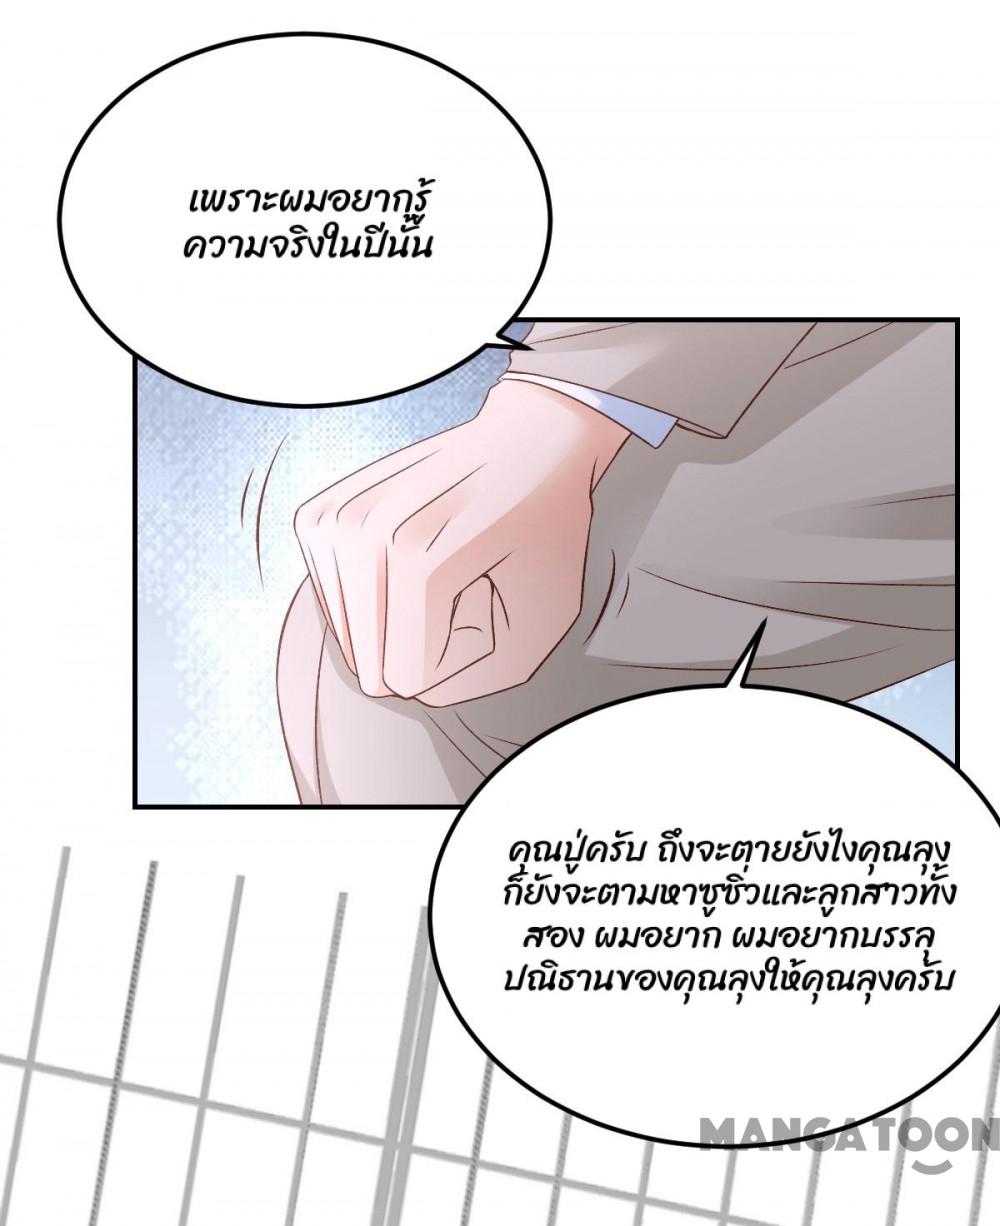 เพราะผมอยากรู้
ความจริงในปีนั้น
คุณปู่ครับ ถึงจะตายยังไงคุณลุง
ก็ยังจะตามหาซูซิ่วและลูกสาวทั้ง
สอง ผมอยาก ผมอยากบรรลุ
ปณิธานของคุณลุงให้คุณลุงครับ
MANGATOON